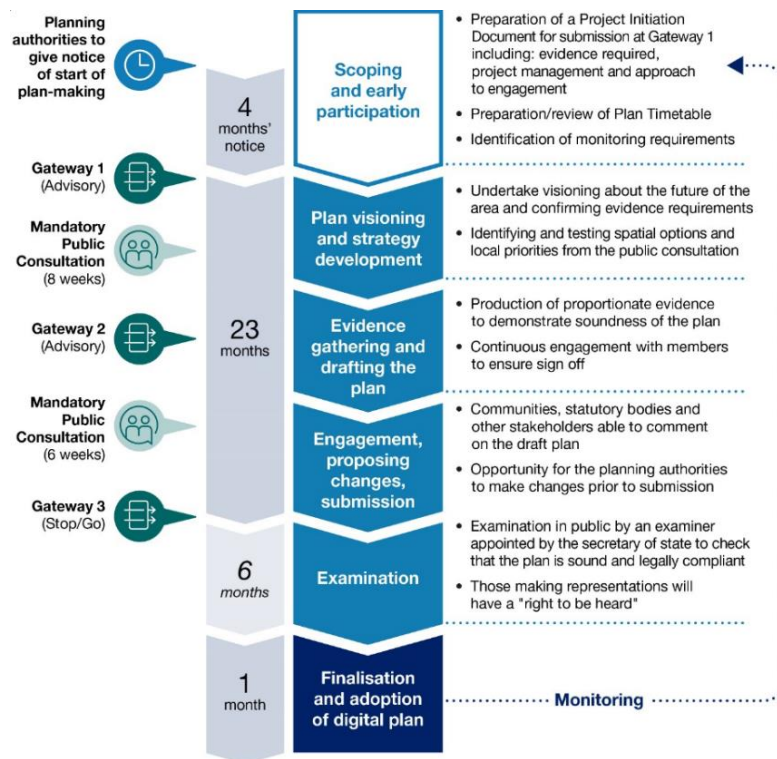 Planning
authorities to
give notice
of start of
plan-making
4
months'
notice
Scoping
and early
participation
• Preparation of a Project Initiation
Document for submission at Gateway 1
including: evidence required,
project management and approach
to engagement
• Preparation/review of Plan Timetable
• Identification of monitoring requirements
Gateway 1
(Advisory)
Mandatory
Public
Consultation
(8 weeks)
Gateway 2
(Advisory)
Mandatory
Public
Consultation
(6 weeks)
Gateway 3
(Stop/Go)
23
months
Plan visioning
and strategy
development
• Undertake visioning about the future of the
area and confirming evidence requirements
• Identifying and testing spatial options and
local priorities from the public consultation
Evidence
gathering and
drafting the
plan
• Production of proportionate evidence
to demonstrate soundness of the plan
• Continuous engagement with members
to ensure sign off
Engagement,
proposing
changes,
submission
• Communities, statutory bodies and
other stakeholders able to comment
on the draft plan
• Opportunity for the planning authorities
to make changes prior to submission
6
months
Examination
• Examination in public by an examiner
appointed by the secretary of state to check
that the plan is sound and legally compliant
• Those making representations will
have a "right to be heard"
1
month
Finalisation
and adoption
of digital plan
Monitoring